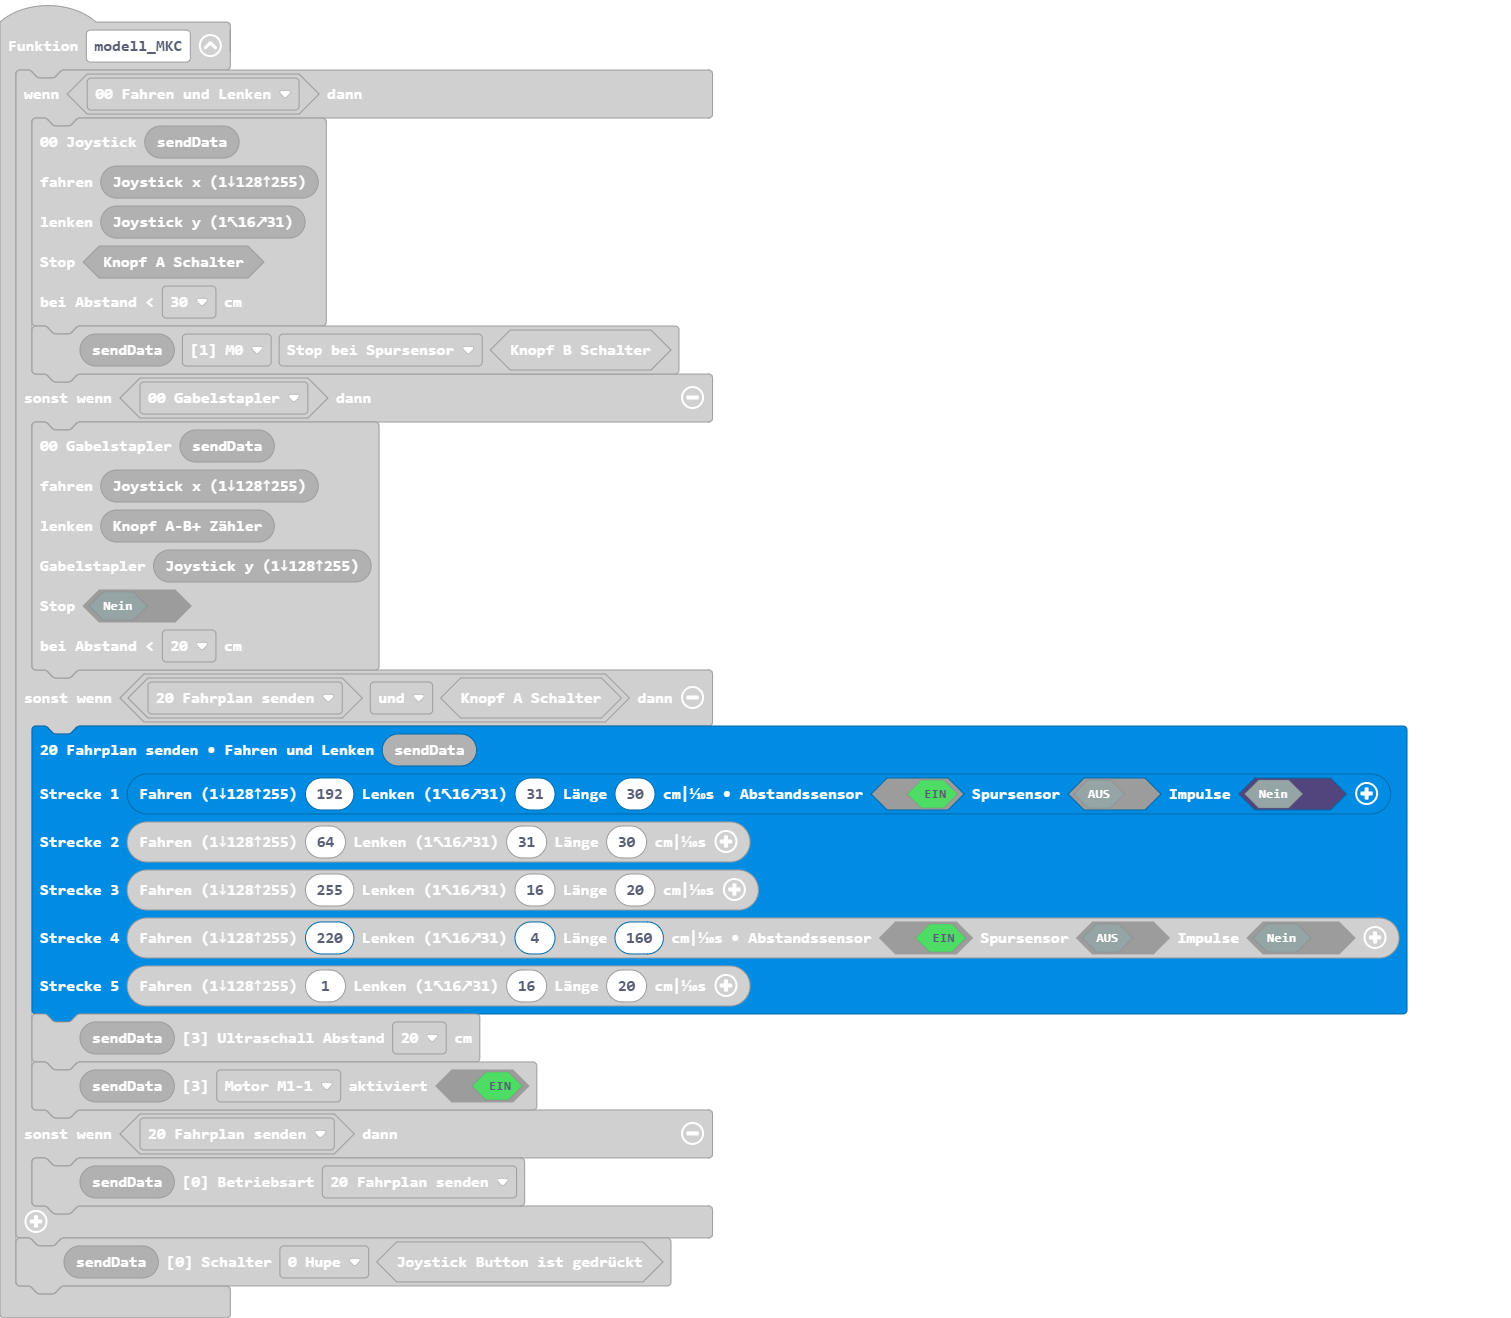 Funktion modell_MKC
wenn 00 Fahren und Lenken dann
00 Joystick sendData
fahren Joystick x (1↓128↑255)
lenken Joystick y (1↖16↗31)
Stop Knopf A Schalter
bei Abstand < 30 cm
sendData [1] M0 Stop bei Spursensor Knopf B Schalter
sonst wenn 00 Gabelstapler dann
00 Gabelstapler sendData
fahren Joystick x (1↓128↑255)
lenken Knopf A-B+ Zähler
Gabelstapler Joystick y (1↓128↑255)
Stop Nein
bei Abstand < 20 cm
sonst wenn 20 Fahrplan senden und Knopf A Schalter dann
20 Fahrplan senden • Fahren und Lenken sendData
Strecke 1 Fahren (1↓128↑255) 192 Lenken (1↖16↗31) 31 Länge 30 cm|⅒s • Abstandssensor EIN Spursensor AUS Impulse Nein
Strecke 2 Fahren (1↓128↑255) 64 Lenken (1↖16↗31) 31 Länge 30 cm|⅒s
Strecke 3 Fahren (1↓128↑255) 255 Lenken (1↖16↗31) 16 Länge 20 cm|⅒s
Strecke 4 Fahren (1↓128↑255) 220 Lenken (1↖16↗31) 4 Länge 160 cm|⅒s • Abstandssensor EIN Spursensor AUS Impulse Nein
Strecke 5 Fahren (1↓128↑255) 1 Lenken (1↖16↗31) 16 Länge 20 cm|⅒s
sendData [3] Ultraschall Abstand 20 cm
sendData [3] Motor M1-1 aktiviert EIN
sonst wenn 20 Fahrplan senden dann
sendData [0] Betriebsart 20 Fahrplan senden
sendData [0] Schalter 0 Hupe Joystick Button ist gedrückt